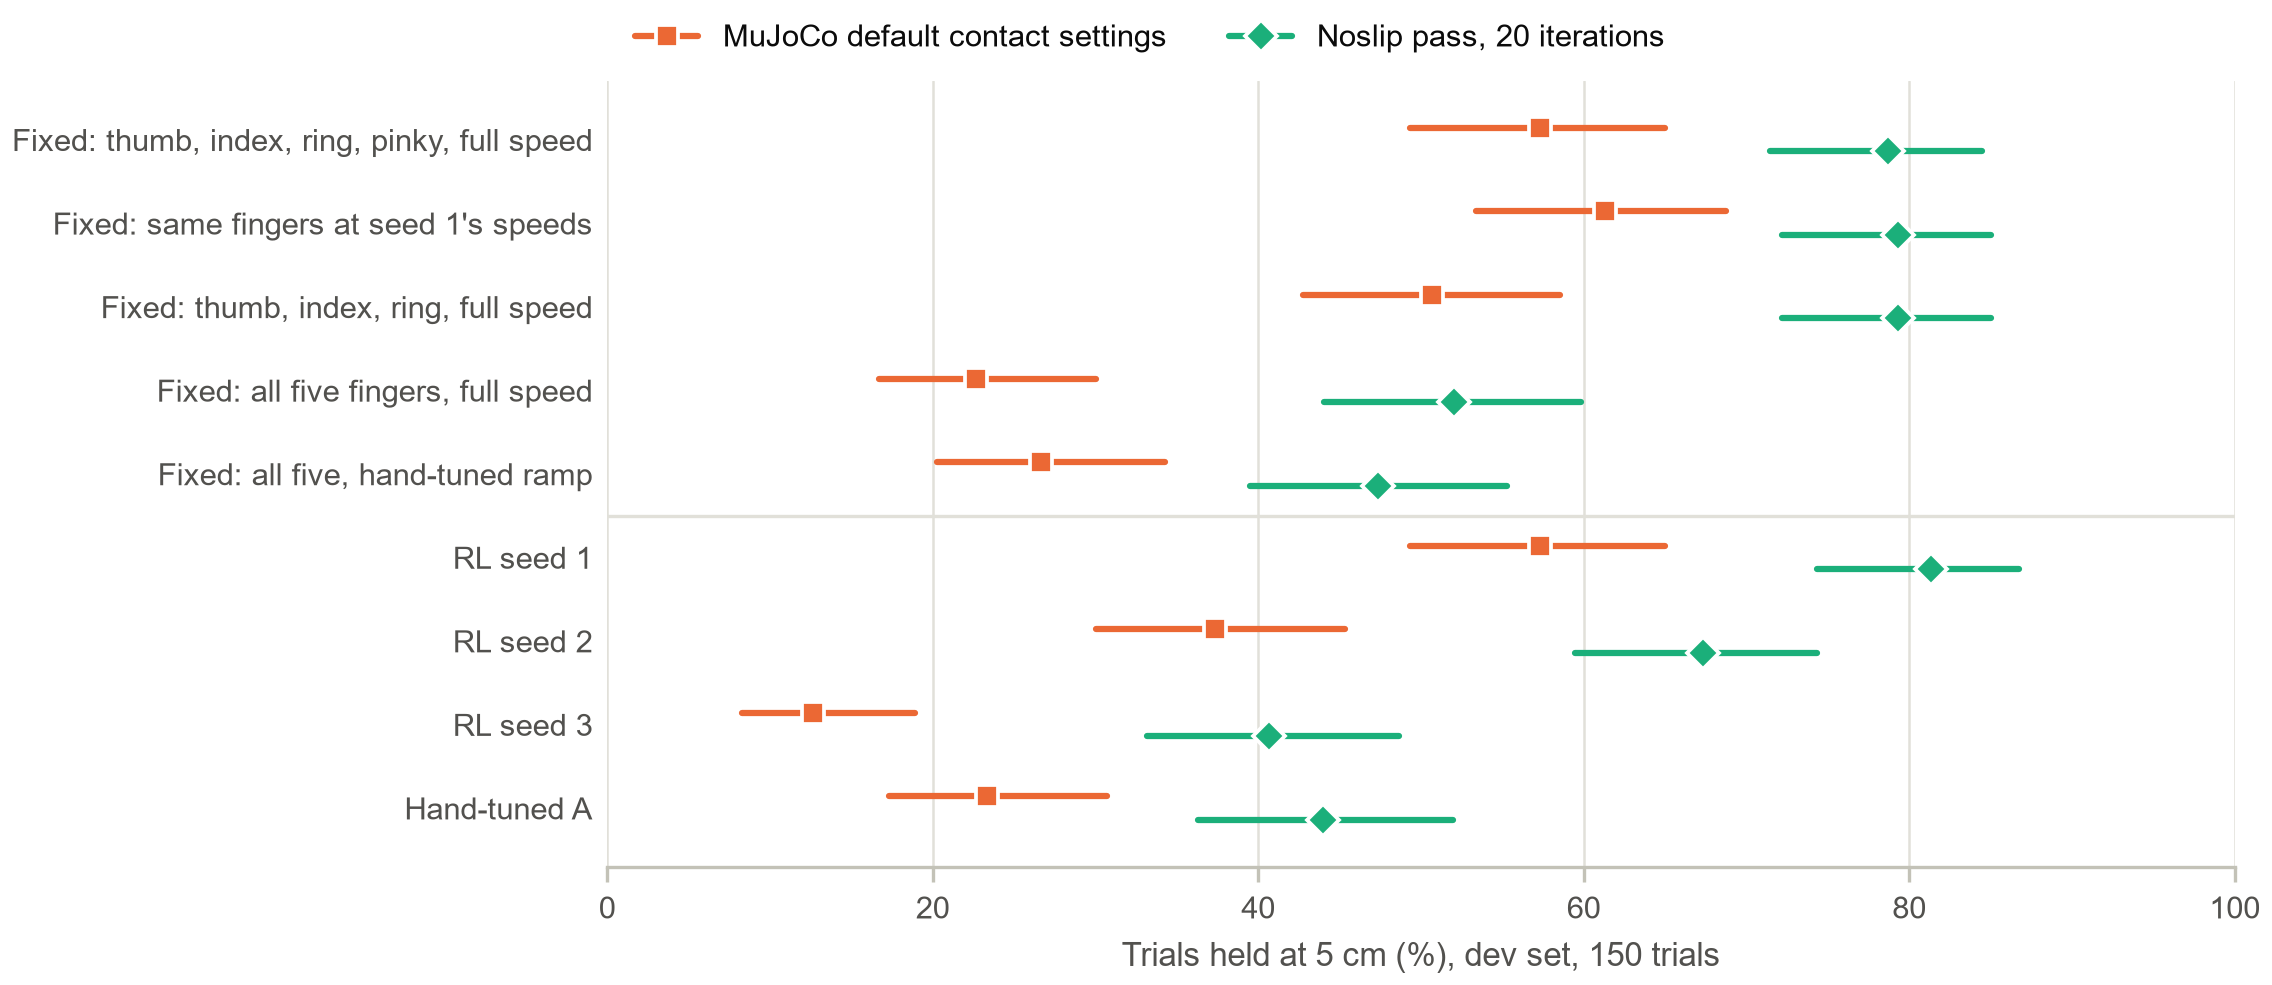 MuJoCo default contact settings
Noslip pass, 20 iterations
Fixed: thumb, index, ring, pinky, full speed
Fixed: same fingers at seed 1's speeds
Fixed: thumb, index, ring, full speed
Fixed: all five fingers, full speed
Fixed: all five, hand-tuned ramp
RL seed 1
RL seed 2
RL seed 3
Hand-tuned A
0 20 40 60 80 100
Trials held at 5 cm (%), dev set, 150 trials